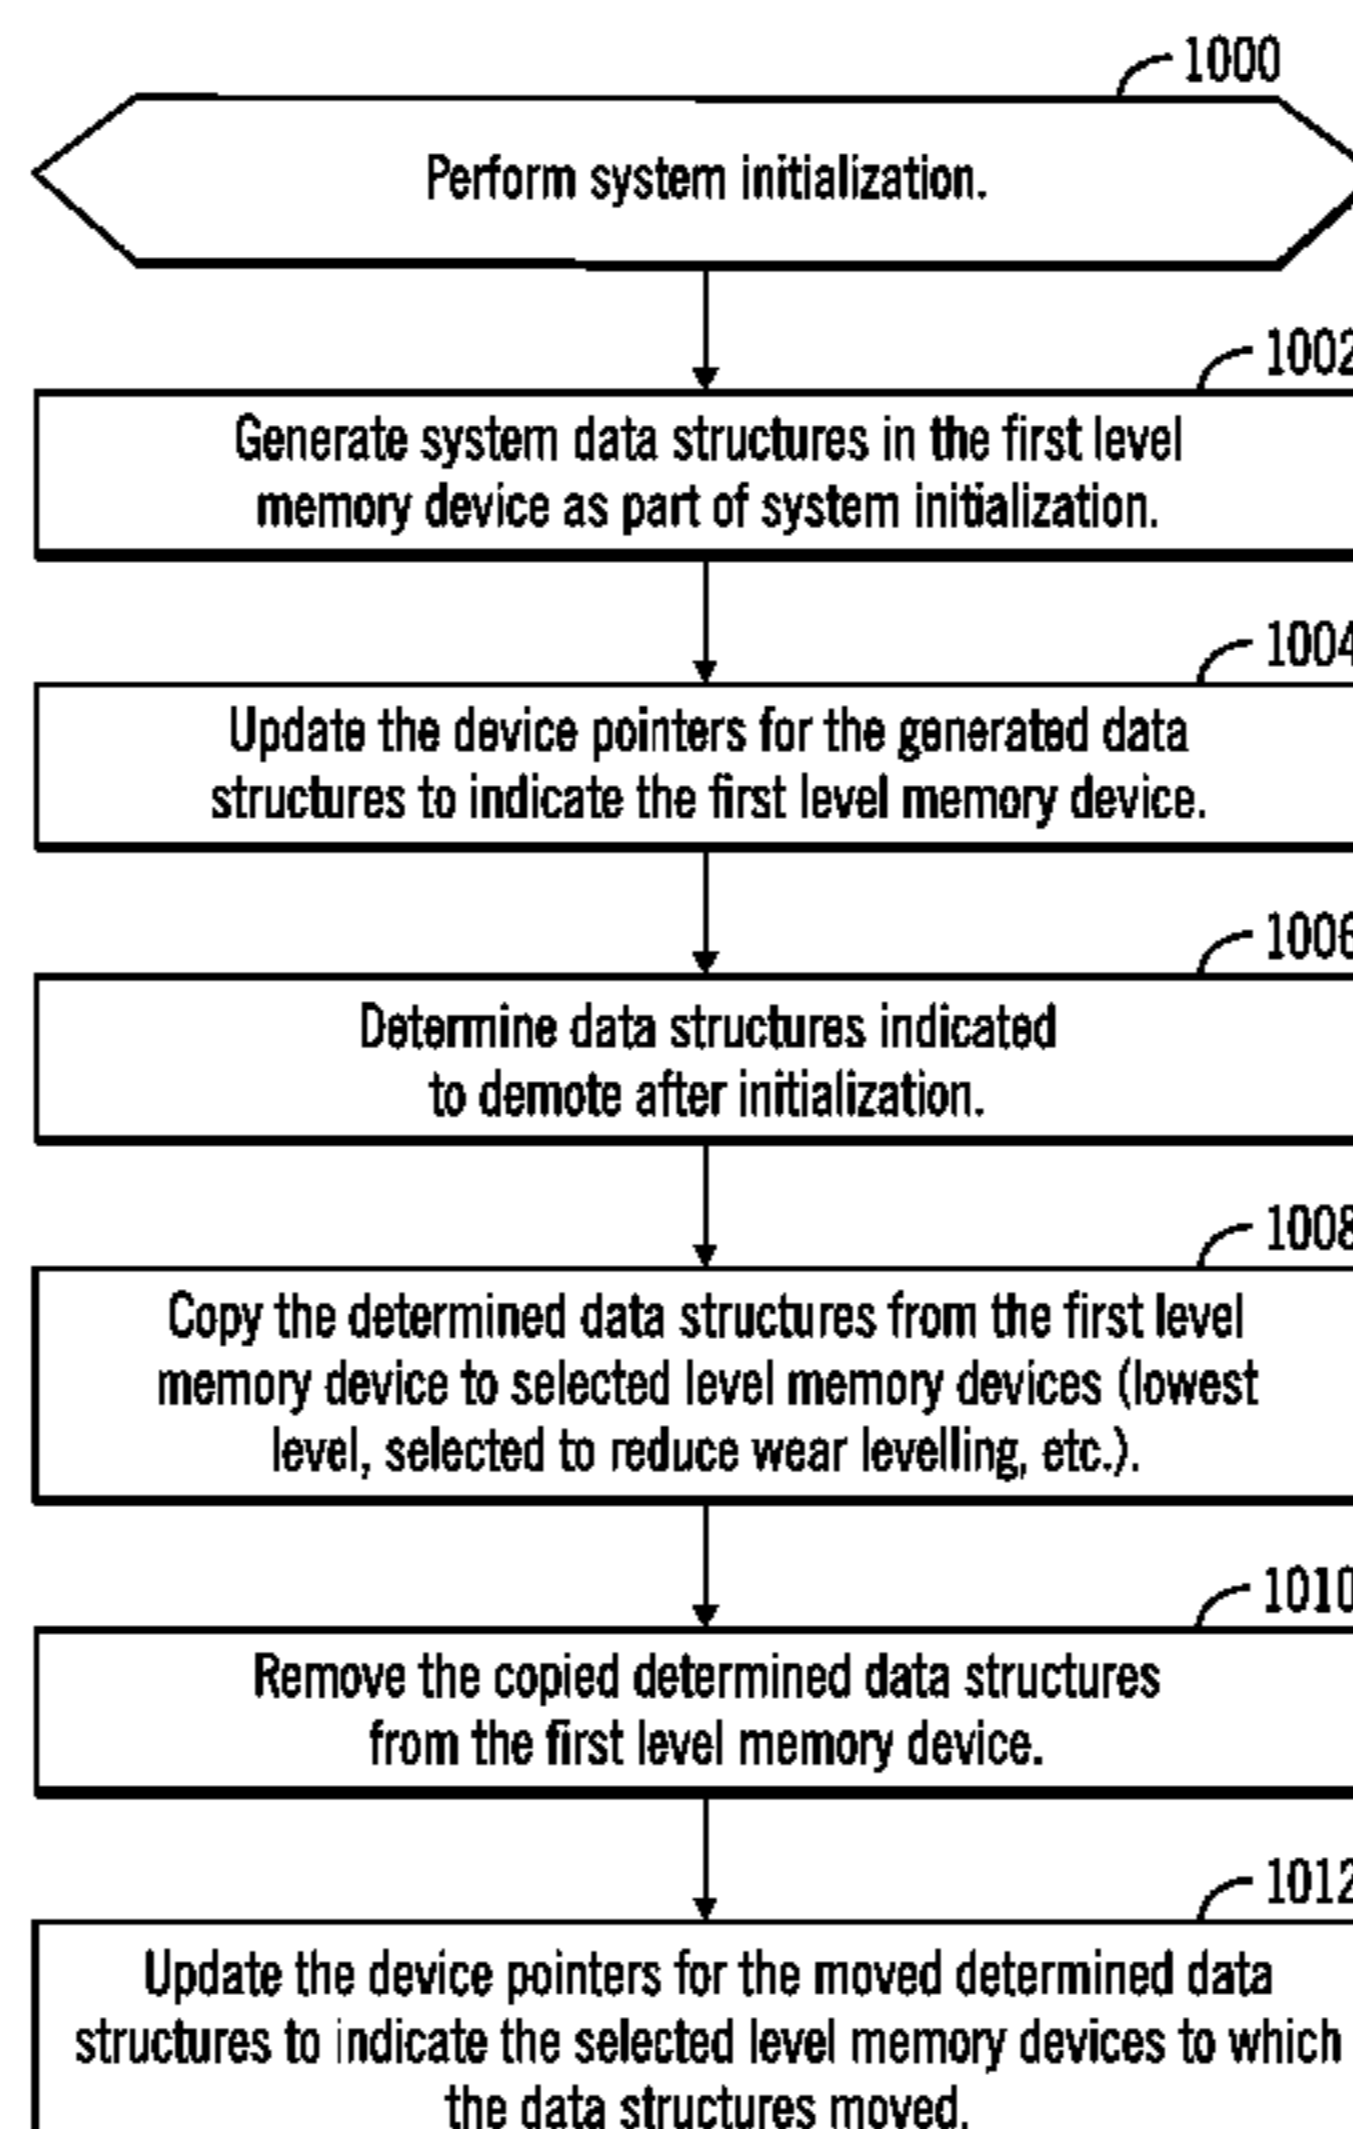 1000
Perform system initialization.
1002
Generate system data structures in the first level
memory device as part of system initialization.
1004
Update the device pointers for the generated data
structures to indicate the first level memory device.
1006
Determine data structures indicated
to demote after initialization.
1008
Copy the determined data structures from the first level
memory device to selected level memory devices (lowest
level, selected to reduce wear levelling, etc.).
1010
Remove the copied determined data structures
from the first level memory device.
1012
Update the device pointers for the moved determined data
structures to indicate the selected level memory devices to which
the data structures moved.